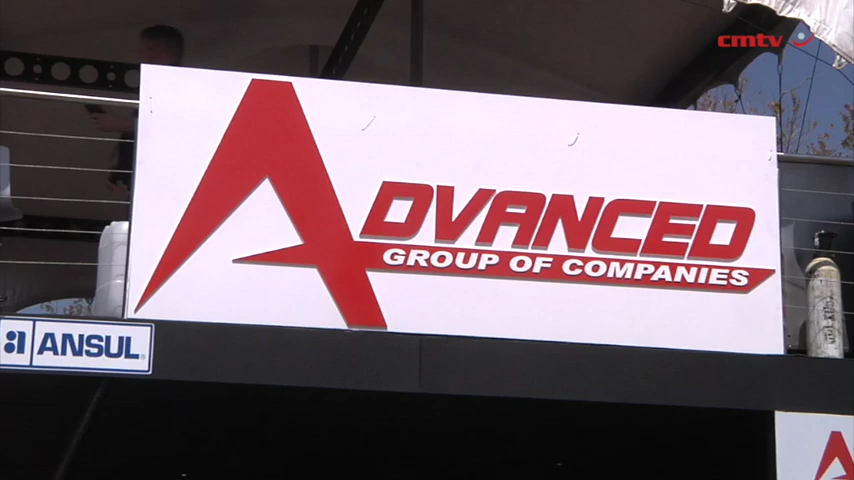 cmtv
ADVANCED
GROUP OF COMPANIES
ANSUL